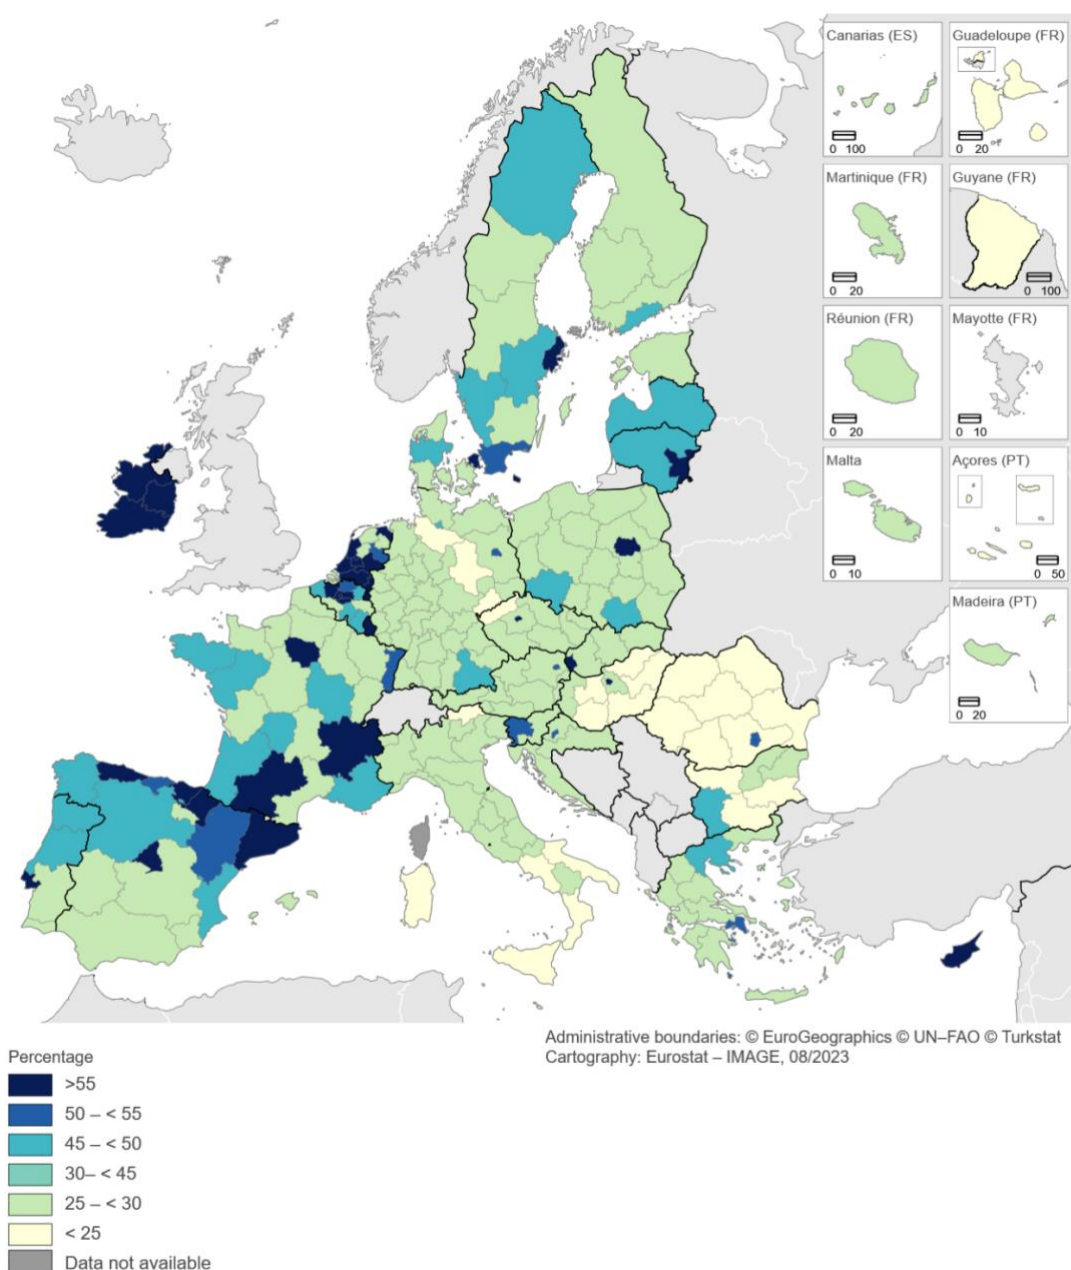 Canarias (ES)
0 100
Guadeloupe (FR)
0 20
Martinique (FR)
0 20
Guyane (FR)
0 100
Réunion (FR)
0 20
Mayotte (FR)
0 10
Malta
0 10
Açores (PT)
0 50
Madeira (PT)
0 20
Administrative boundaries: © EuroGeographics © UN–FAO © Turkstat
Cartography: Eurostat – IMAGE, 08/2023
Percentage
>55
50 – < 55
45 – < 50
30– < 45
25 – < 30
< 25
Data not available